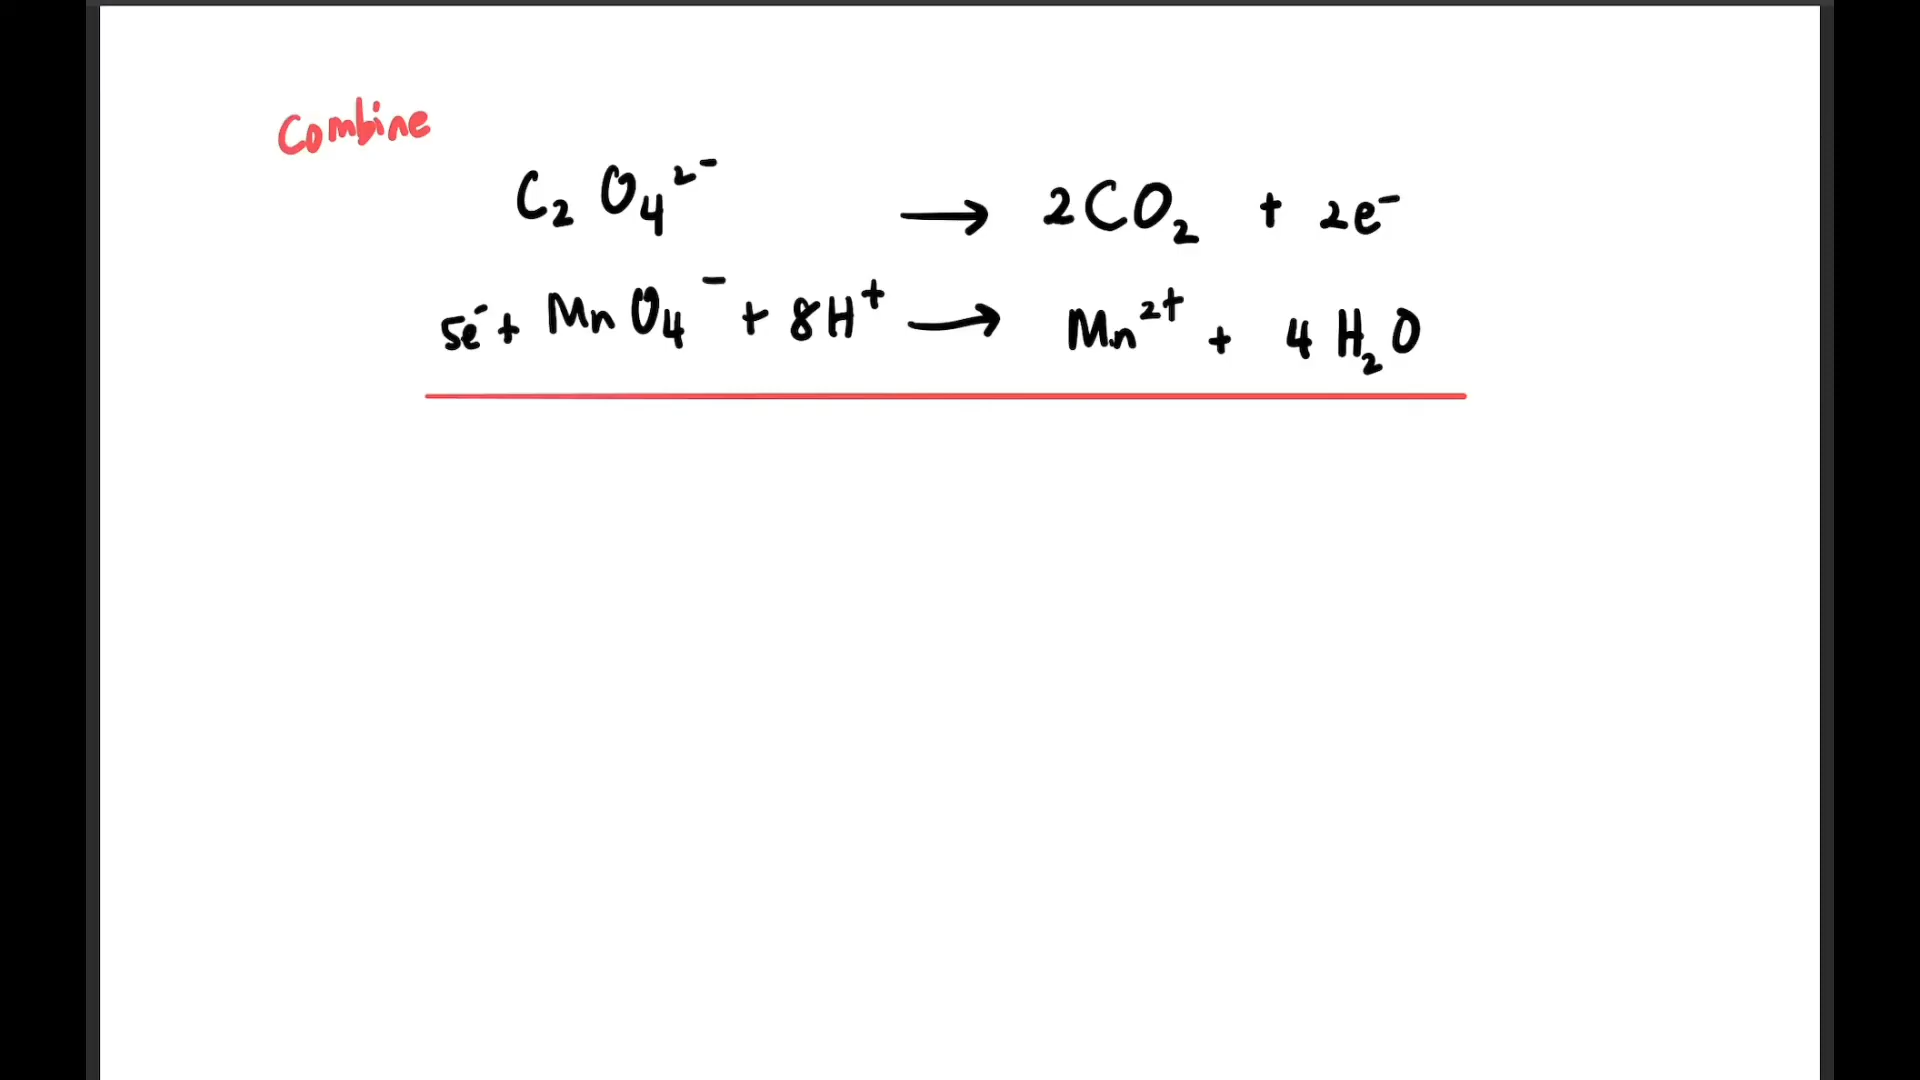 Combine
C₂O₄²⁻ → 2CO₂ + 2e⁻
5e⁻ + MnO₄⁻ + 8H⁺ → Mn²⁺ + 4H₂O